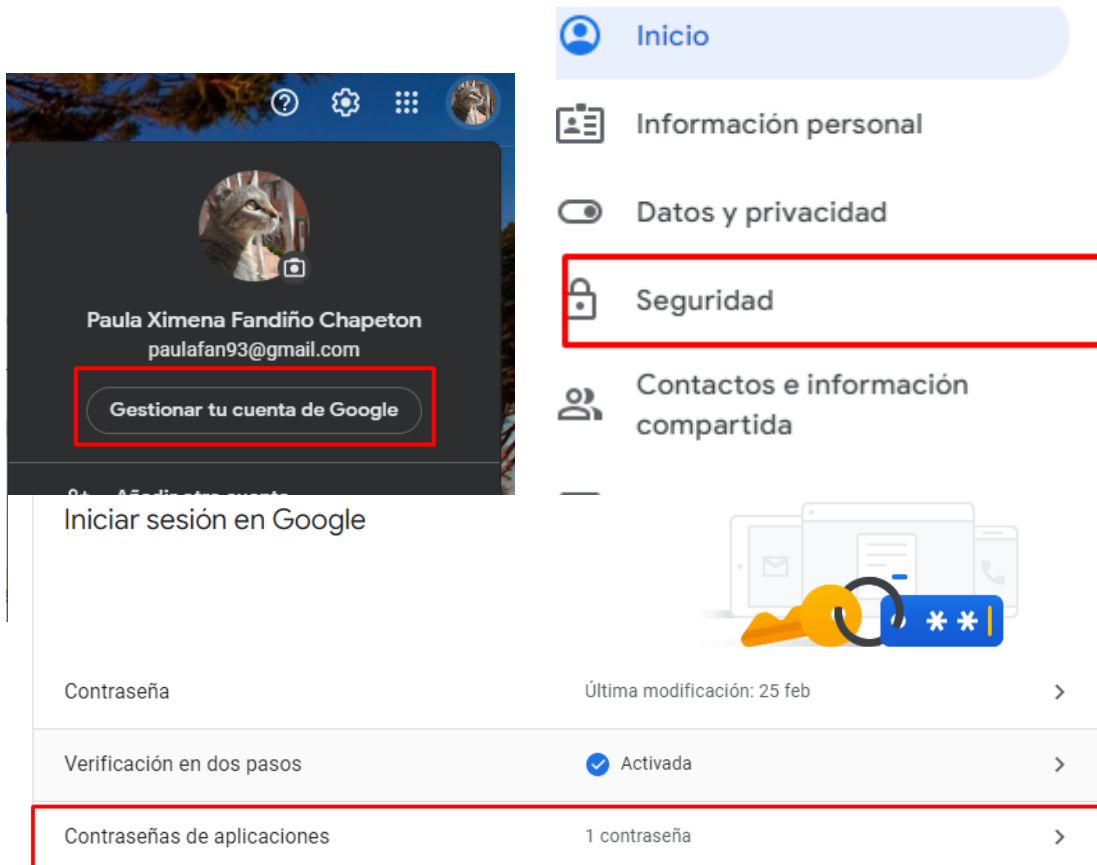 Paula Ximena Fandiño Chapeton
paulafan93@gmail.com
Gestionar tu cuenta de Google
Inicio
Información personal
Datos y privacidad
Seguridad
Contactos e información
compartida
Iniciar sesión en Google
Contraseña Última modificación: 25 feb
Verificación en dos pasos Activada
Contraseñas de aplicaciones 1 contraseña